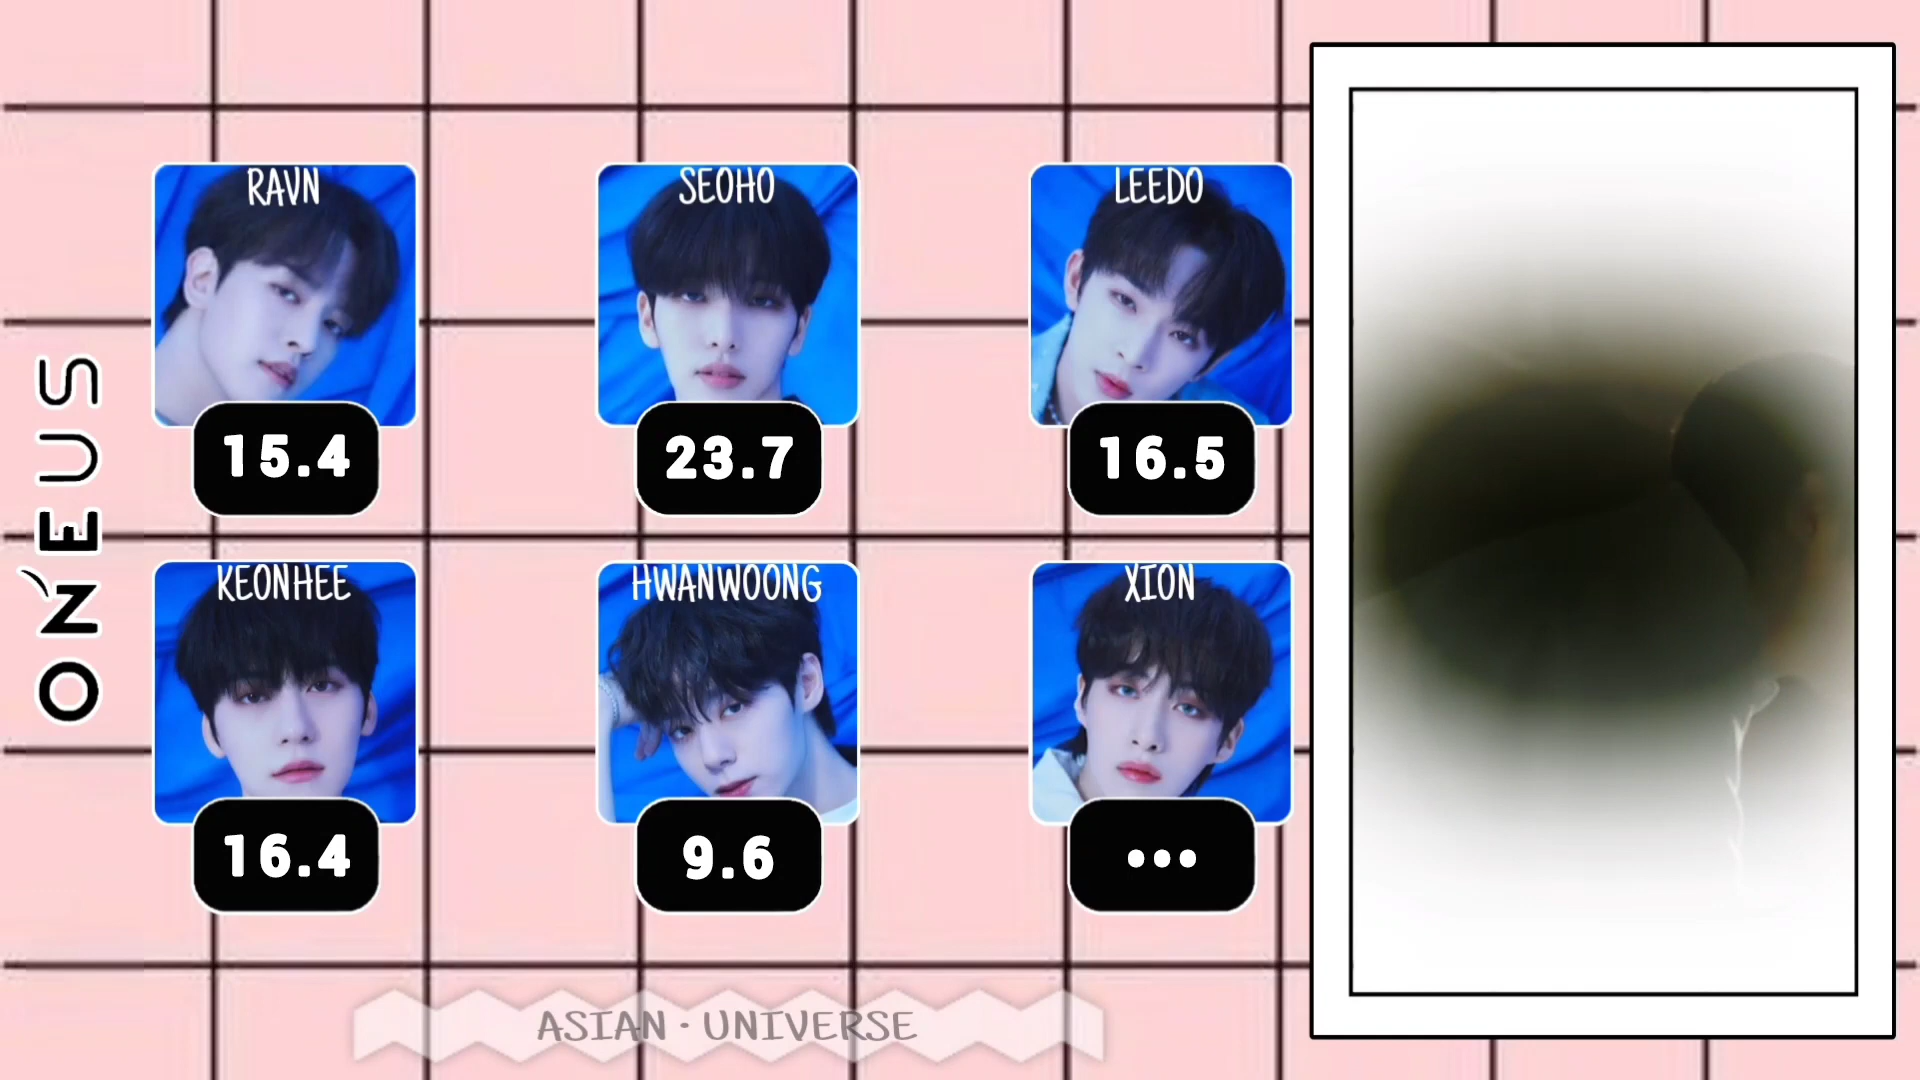 ONEUS
RAVN
SEOHO
LEEDO
15.4
23.7
16.5
KEONHEE
HWANWOONG
XION
16.4
9.6
...
ASIAN · UNIVERSE